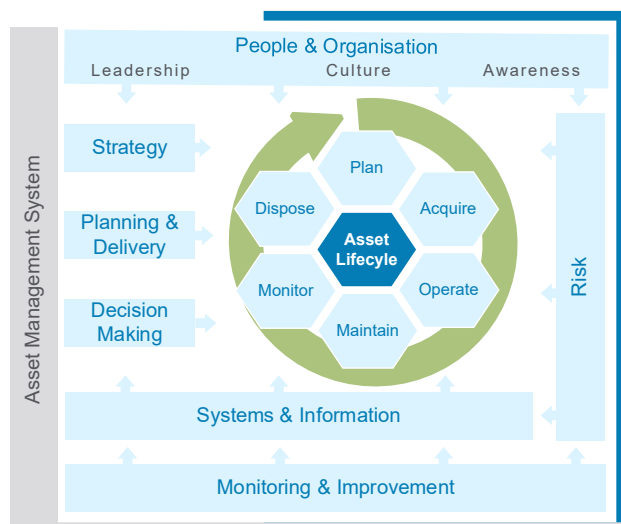 People & Organisation
Leadership
Culture
Awareness
Asset Management System
Strategy
Planning &
Delivery
Decision
Making
Plan
Acquire
Operate
Maintain
Monitor
Dispose
Asset
Lifecyle
Risk
Systems & Information
Monitoring & Improvement